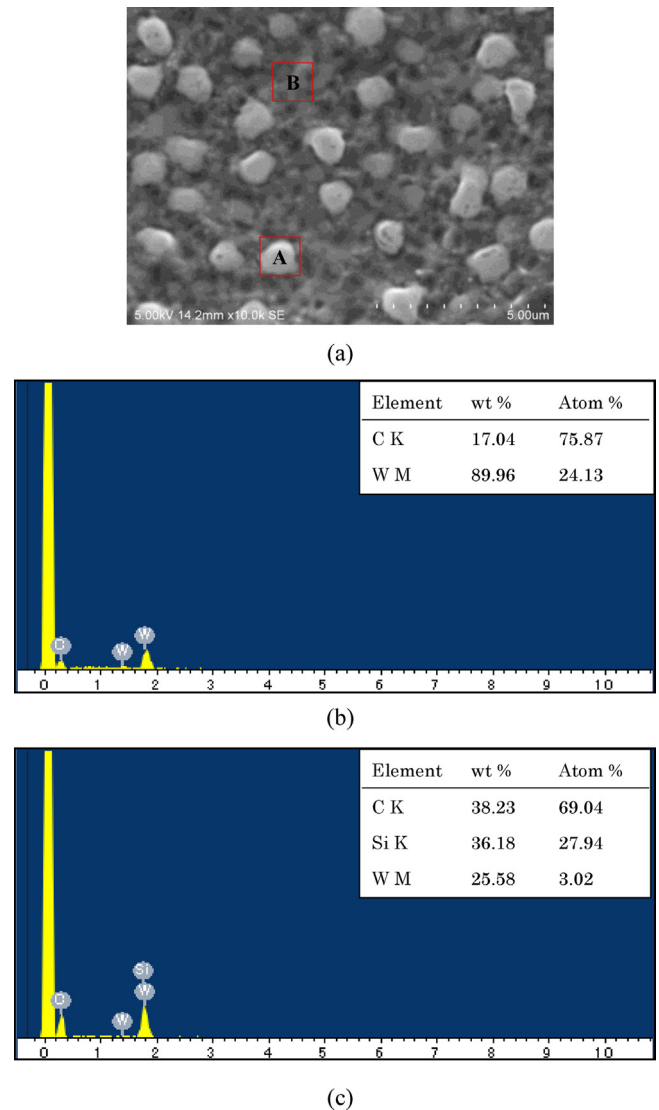 B
A
5.00kV 14.2mm x10.0k SE 5.00um
(a)
Element wt % Atom %
C K 17.04 75.87
W M 89.96 24.13
C W W
0 1 2 3 4 5 6 7 8 9 10
(b)
Element wt % Atom %
C K 38.23 69.04
Si K 36.18 27.94
W M 25.58 3.02
Si
C W W
0 1 2 3 4 5 6 7 8 9 10
(c)